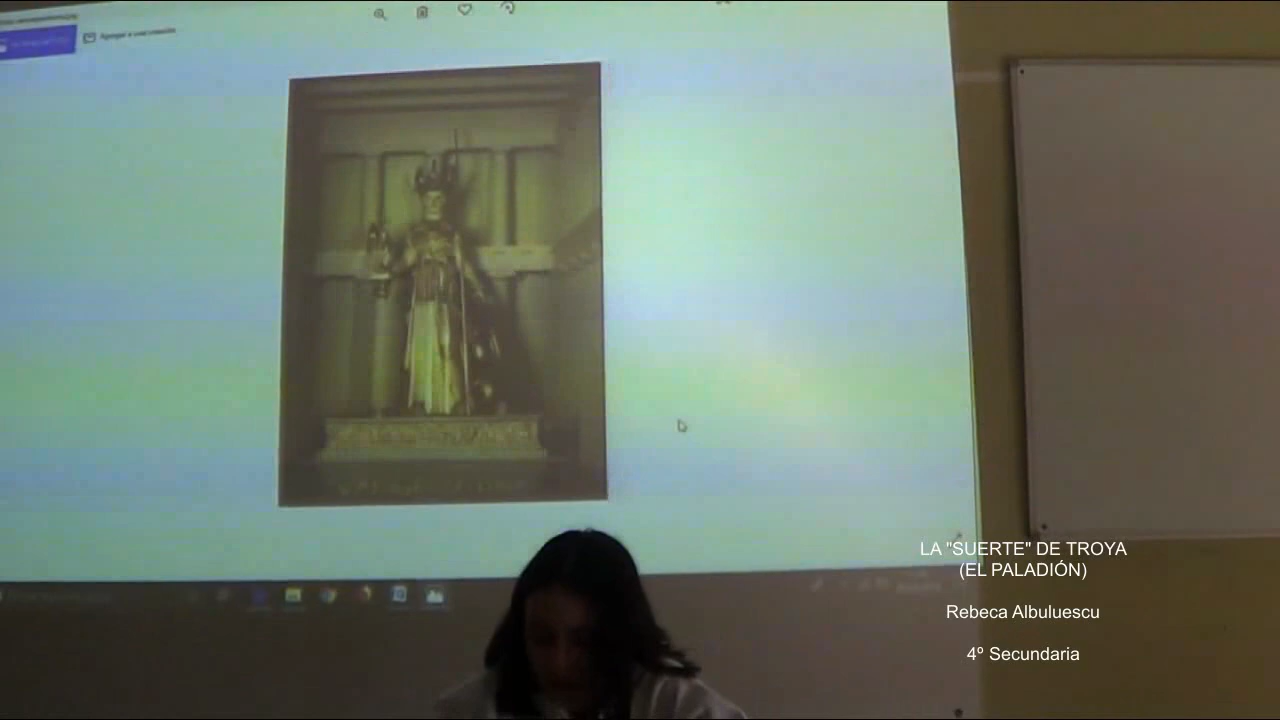 LA "SUERTE" DE TROYA
(EL PALADIÓN)
Rebeca Albuluescu
4º Secundaria